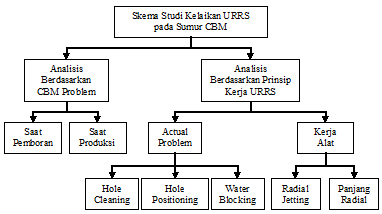 Skema Studi Kelaikan URRS
pada Sumur CBM
Analisis
Berdasarkan
CBM Problem
Analisis
Berdasarkan Prinsip
Kerja URRS
Saat
Pemboran
Saat
Produksi
Actual
Problem
Kerja
Alat
Hole
Cleaning
Hole
Positioning
Water
Blocking
Radial
Jetting
Panjang
Radial